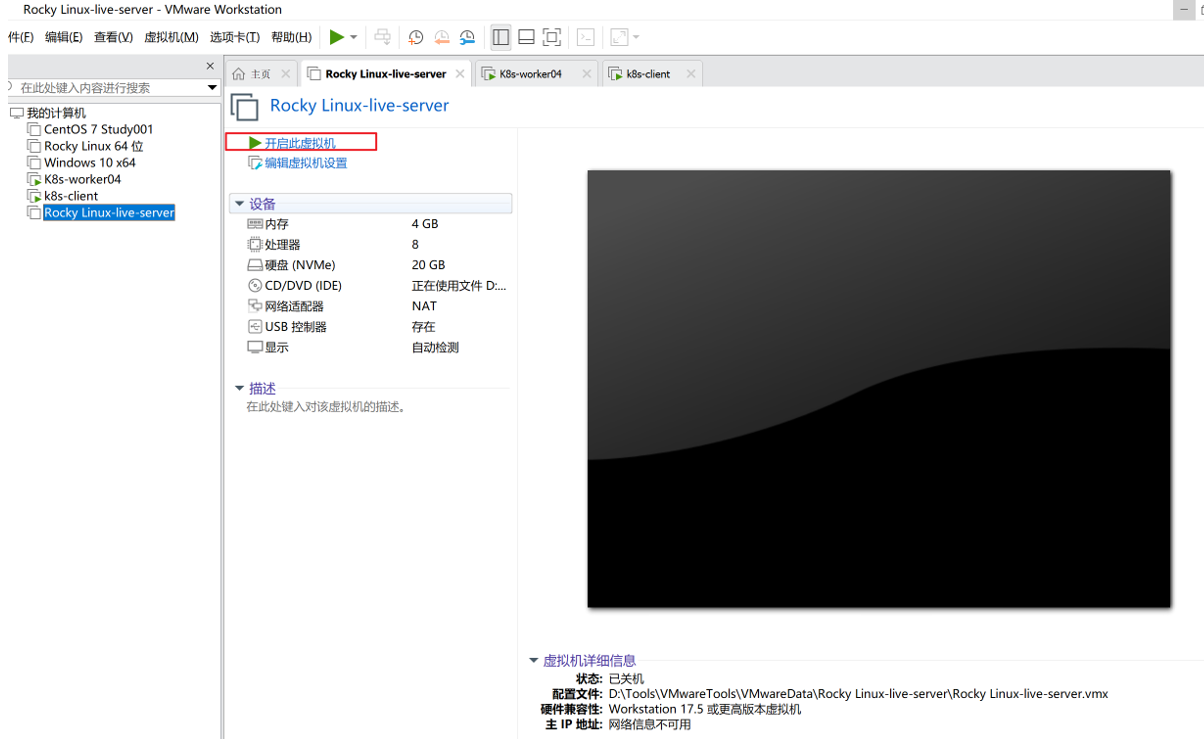 Rocky Linux-live-server - VMware Workstation
件(F) 编辑(E) 查看(V) 虚拟机(M) 选项卡(T) 帮助(H)
主页 Rocky Linux-live-server K8s-worker04 k8s-client
在此处键入内容进行搜索
我的计算机
CentOS 7 Study001
Rocky Linux 64 位
Windows 10 x64
K8s-worker04
k8s-client
Rocky Linux-live-server
Rocky Linux-live-server
开启此虚拟机
编辑虚拟机设置
设备
内存 4 GB
处理器 8
硬盘 (NVMe) 20 GB
CD/DVD (IDE) 正在使用文件 D:...
网络适配器 NAT
USB 控制器 存在
显示 自动检测
描述
在此处键入对该虚拟机的描述。
虚拟机详细信息
状态: 已关机
配置文件: D:\Tools\VMwareTools\VMwareData\Rocky Linux-live-server\Rocky Linux-live-server.vmx
硬件兼容性: Workstation 17.5 或更高版本虚拟机
主 IP 地址: 网络信息不可用